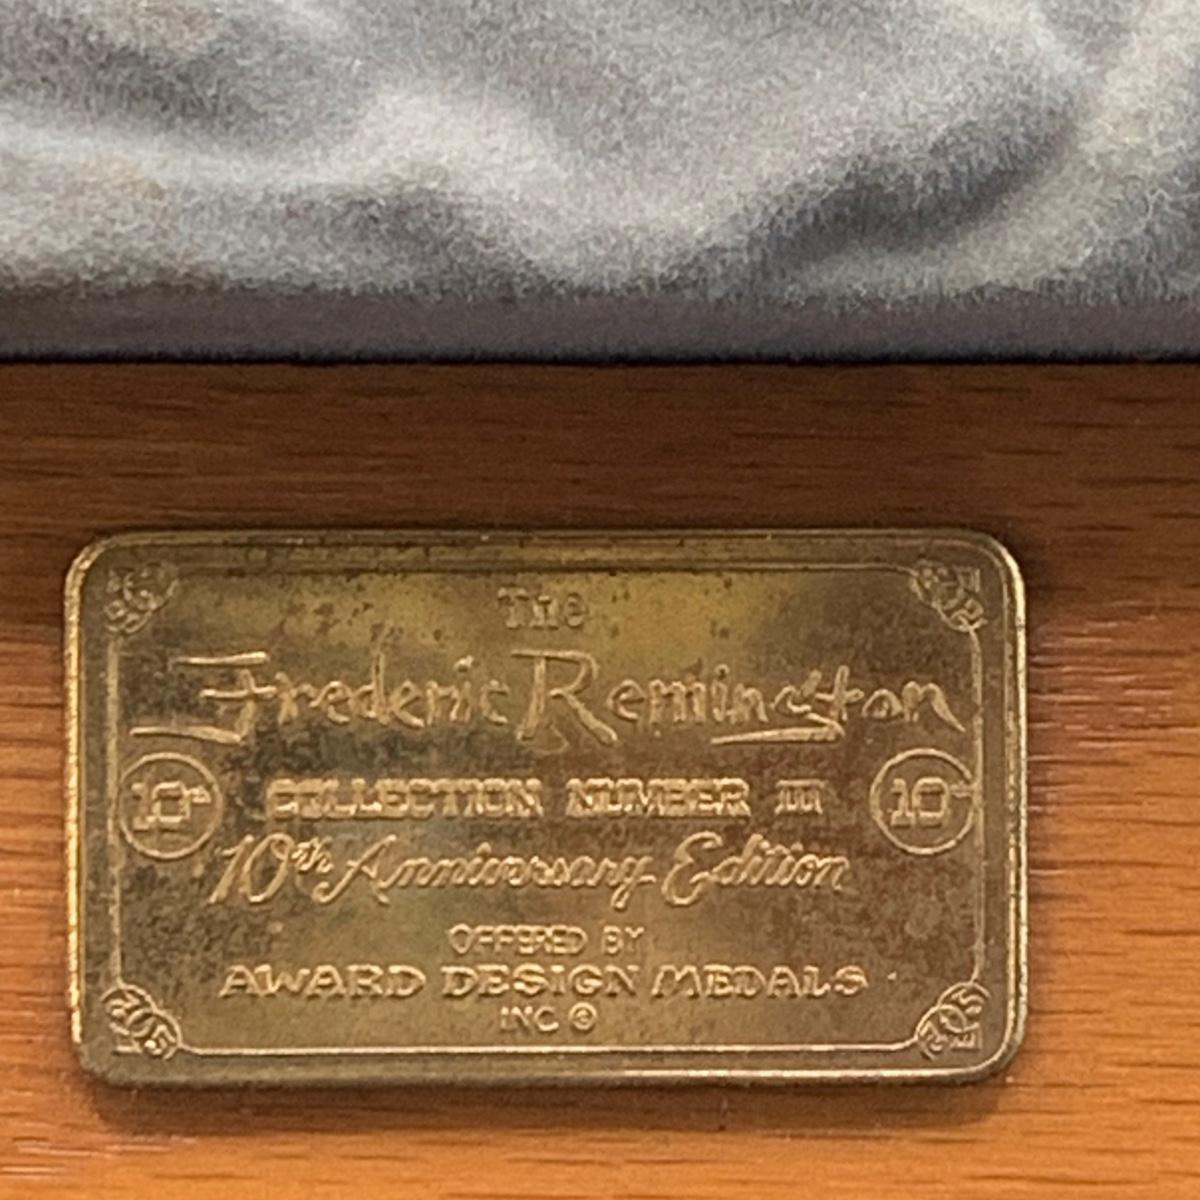 The
Frederic Remington
COLLECTION NUMBER III
10th 10th
10th Anniversary Edition
OFFERED BY
AWARD DESIGN MEDALS
INC ©